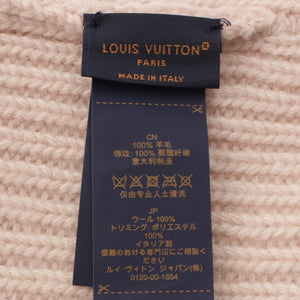 LOUIS VUITTON
PARIS
MADE IN ITALY
CN
100% 羊毛
饰边: 100% 聚酯纤维
意大利制造
仅由专业人士清洗
JP
ウール 100%
トリミング: ポリエステル
100%
イタリア製
信頼のおける専門店にて
ご相談ください
ルイ・ヴィトン ジャパン(株)
0120-00-1854